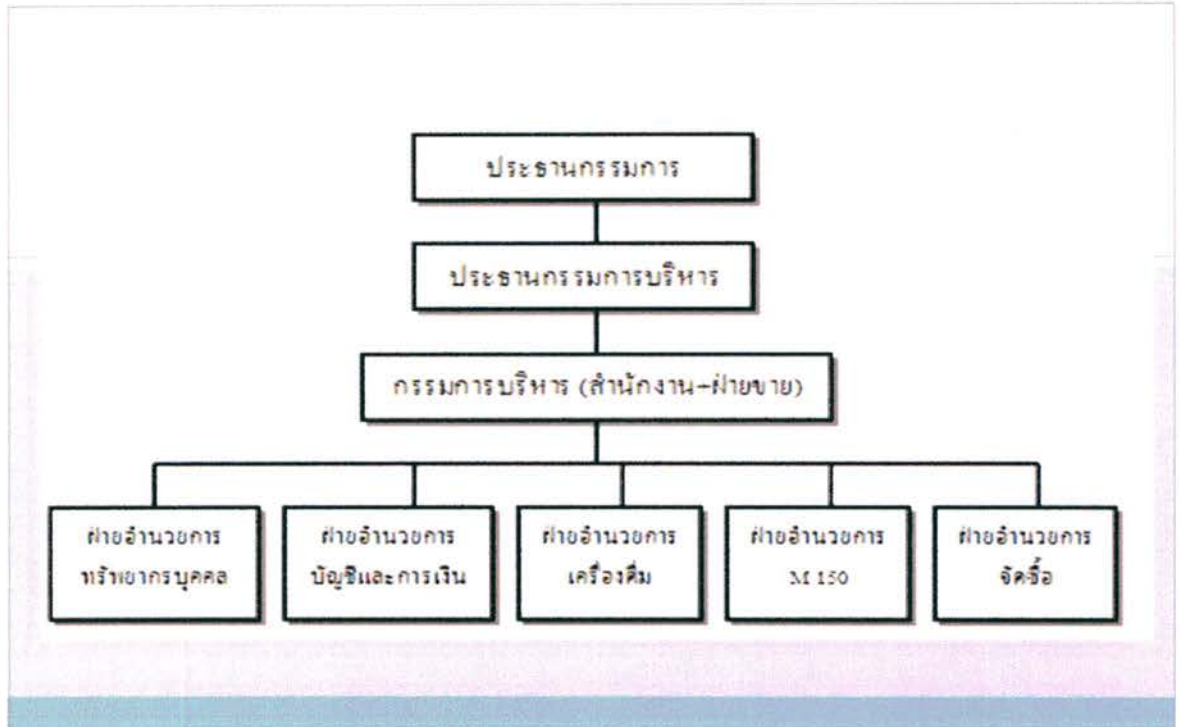 ประธานกรรมการ
ประธานกรรมการบริหาร
กรรมการบริหาร (สำนักงาน-ฝ่ายขาย)
ฝ่ายอำนวยการ
ทรัพยากรบุคคล
ฝ่ายอำนวยการ
บัญชีและการเงิน
ฝ่ายอำนวยการ
เครื่องดื่ม
ฝ่ายอำนวยการ
M 150
ฝ่ายอำนวยการ
จัดซื้อ